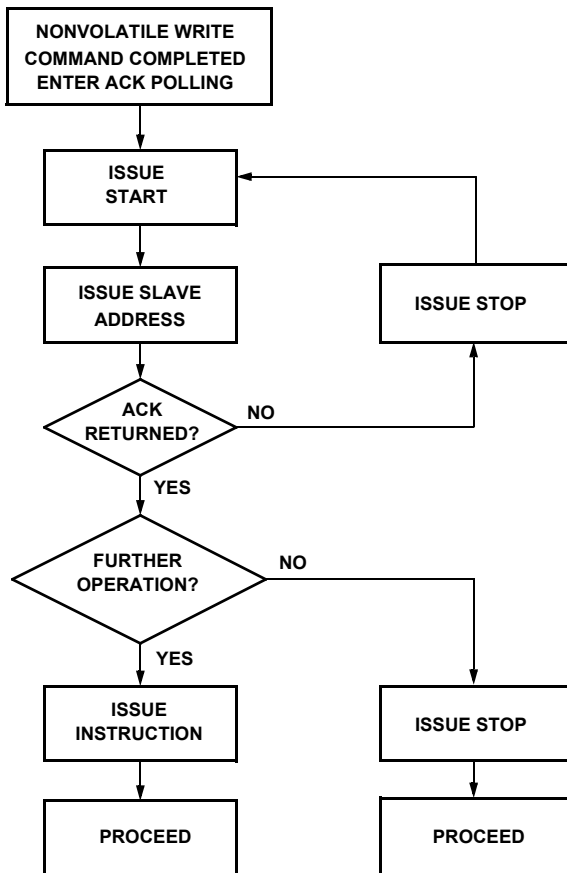 NONVOLATILE WRITE
COMMAND COMPLETED
ENTER ACK POLLING
ISSUE
START
ISSUE SLAVE
ADDRESS
ISSUE STOP
ACK
RETURNED?
NO
YES
FURTHER
OPERATION?
NO
YES
ISSUE
INSTRUCTION
ISSUE STOP
PROCEED
PROCEED